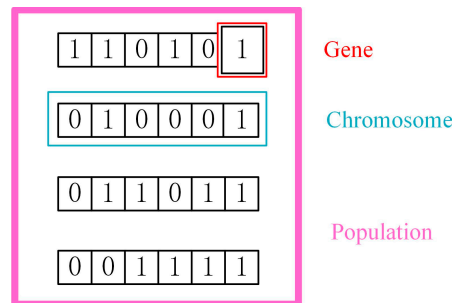 1 1 0 1 0 1 Gene
0 1 0 0 0 1 Chromosome
0 1 1 0 1 1
Population
0 0 1 1 1 1